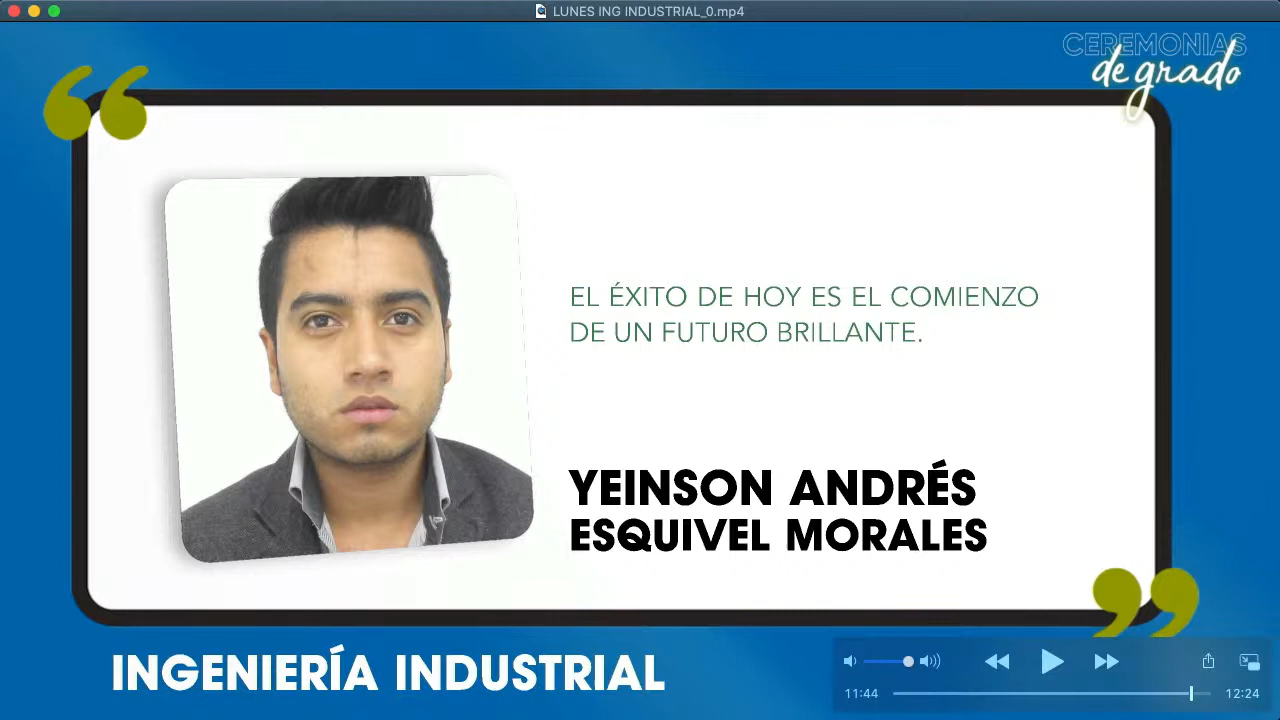 LUNES ING INDUSTRIAL_0.mp4
CEREMONIAS
de grado
EL ÉXITO DE HOY ES EL COMIENZO
DE UN FUTURO BRILLANTE.
YEINSON ANDRÉS
ESQUIVEL MORALES
INGENIERÍA INDUSTRIAL
11:44
12:24